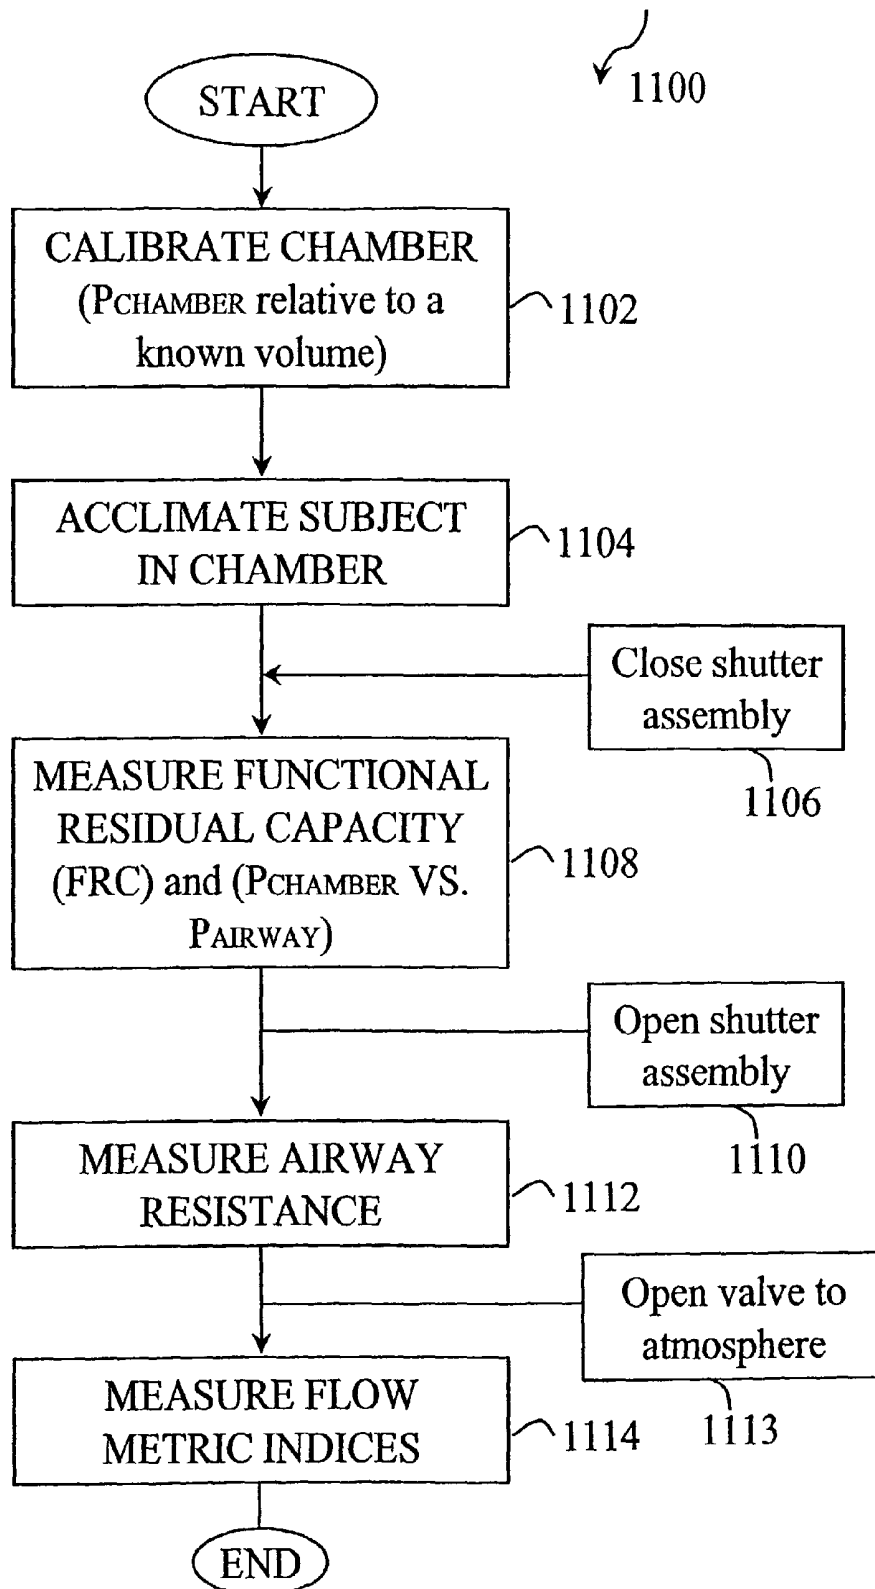 1100
START
CALIBRATE CHAMBER
(PCHAMBER relative to a
known volume)
1102
ACCLIMATE SUBJECT
IN CHAMBER
1104
Close shutter
assembly
1106
MEASURE FUNCTIONAL
RESIDUAL CAPACITY
(FRC) and (PCHAMBER VS.
PAIRWAY)
1108
Open shutter
assembly
1110
MEASURE AIRWAY
RESISTANCE
1112
Open valve to
atmosphere
1113
MEASURE FLOW
METRIC INDICES
1114
END